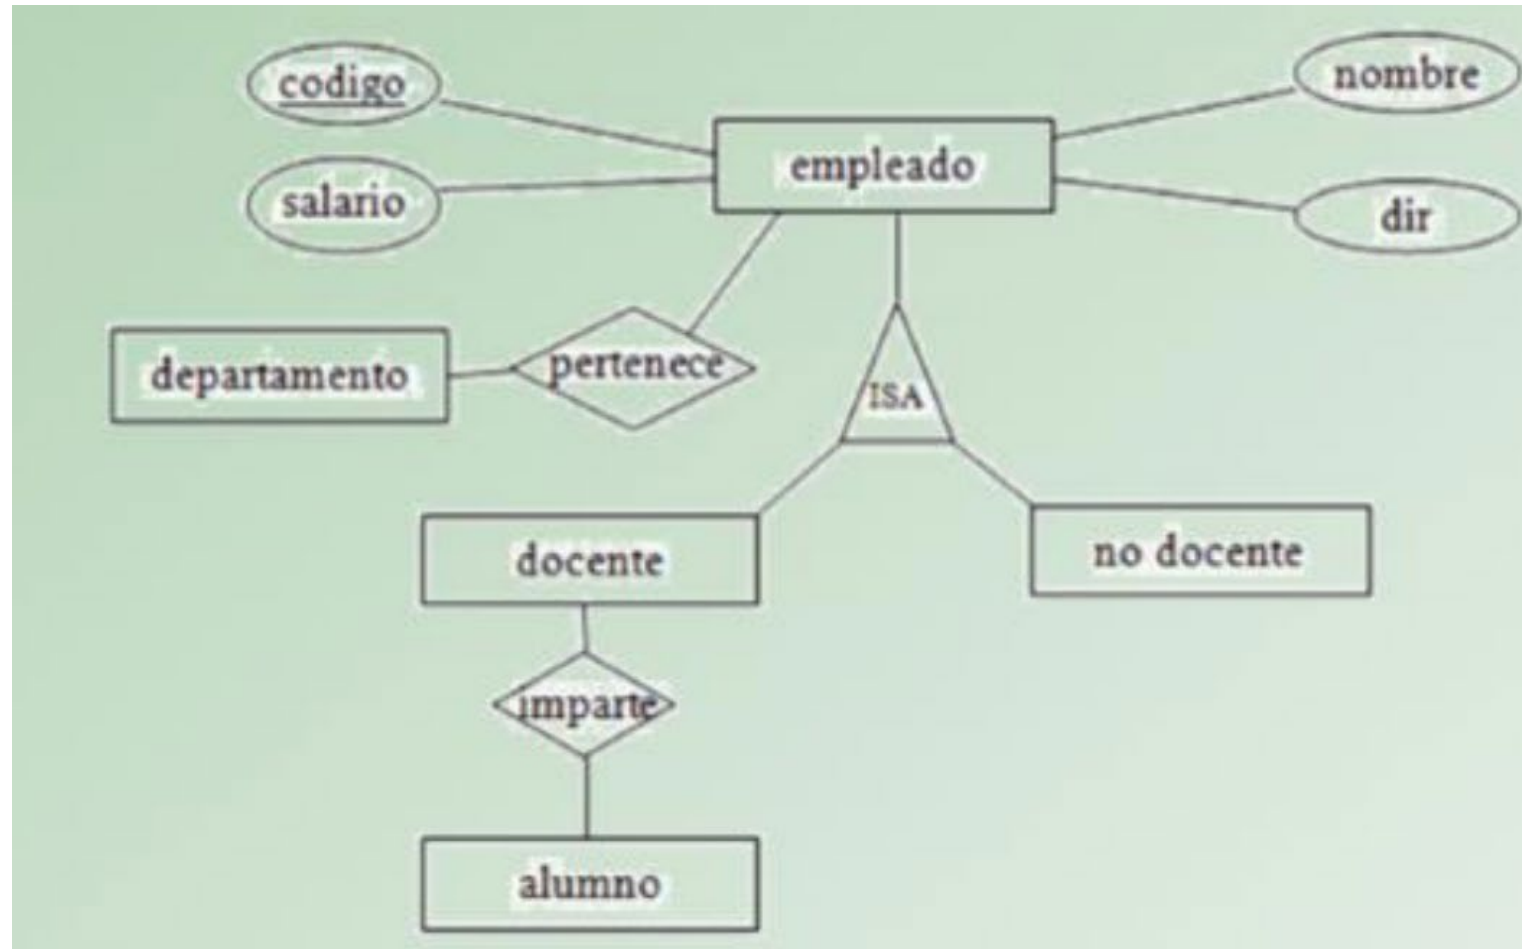 codigo
nombre
empleado
salario
dir
pertenece
departamento
ISA
docente
no docente
imparte
alumno